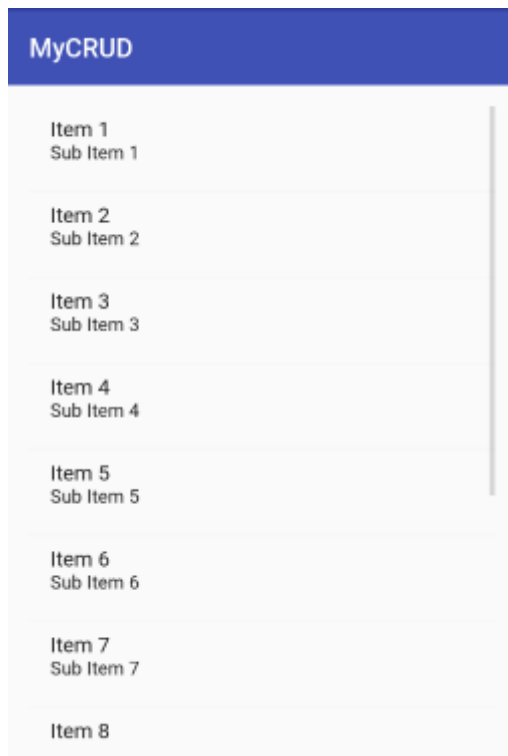 MyCRUD
Item 1
Sub Item 1
Item 2
Sub Item 2
Item 3
Sub Item 3
Item 4
Sub Item 4
Item 5
Sub Item 5
Item 6
Sub Item 6
Item 7
Sub Item 7
Item 8